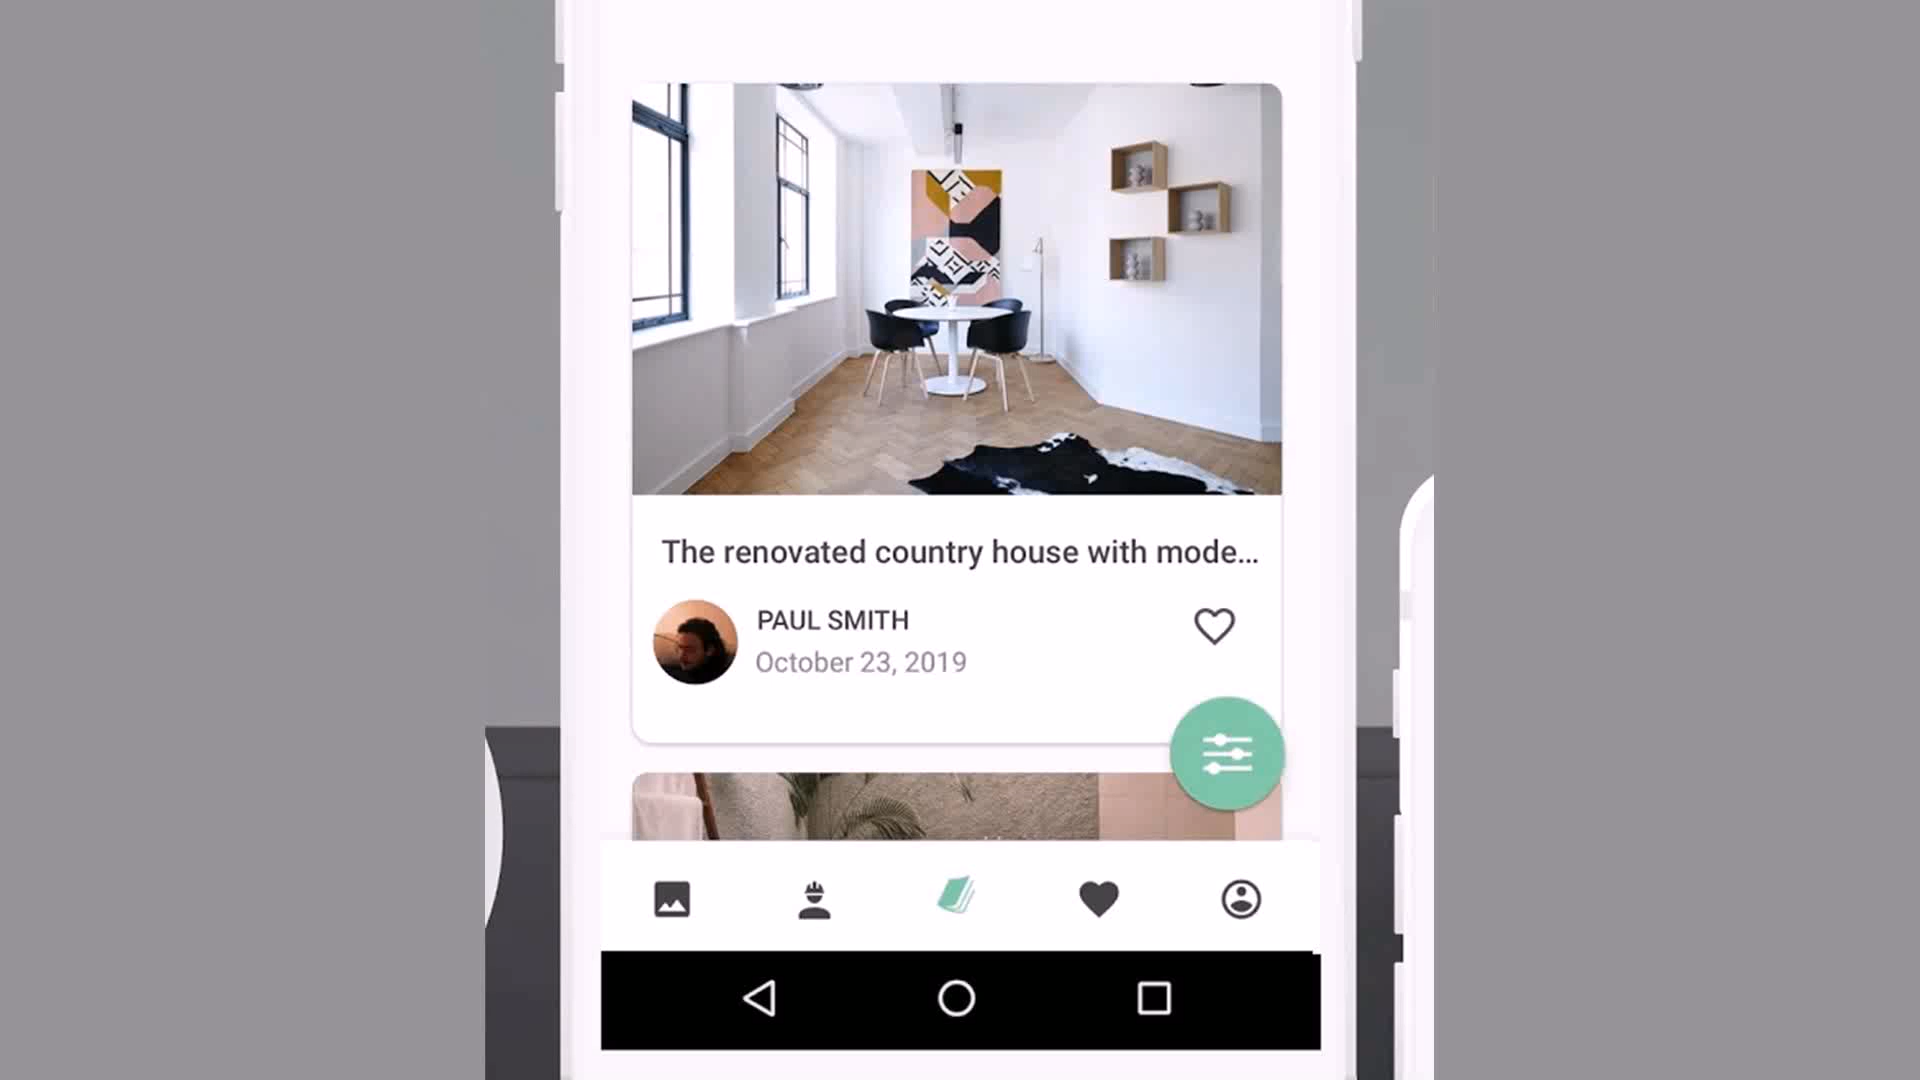 The renovated country house with mode...
PAUL SMITH
October 23, 2019